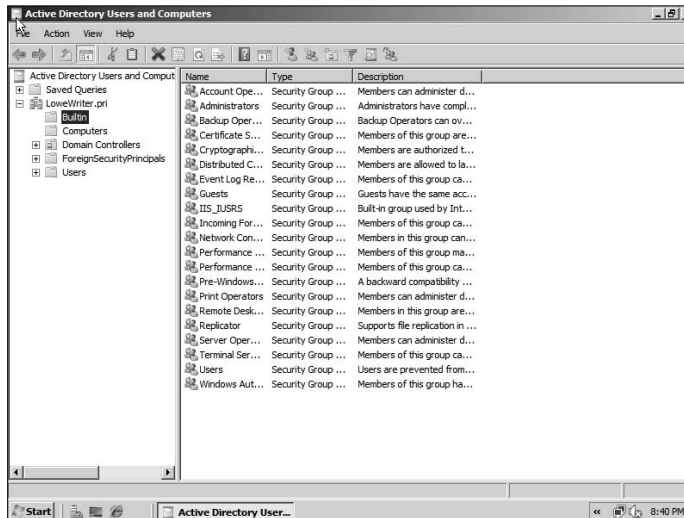 Active Directory Users and Computers
File Action View Help
Active Directory Users and Comput
Saved Queries
LoweWriter.pri
Builtin
Computers
Domain Controllers
ForeignSecurityPrincipals
Users
Name Type Description
Account Ope... Security Group ... Members can administer d...
Administrators Security Group ... Administrators have compl...
Backup Oper... Security Group ... Backup Operators can ov...
Certificate S... Security Group ... Members of this group are...
Cryptographi... Security Group ... Members are authorized t...
Distributed C... Security Group ... Members are allowed to la...
Event Log Re... Security Group ... Members of this group ca...
Guests Security Group ... Guests have the same acc...
IIS_IUSRS Security Group ... Built-in group used by Int...
Incoming For... Security Group ... Members of this group ca...
Network Con... Security Group ... Members in this group can...
Performance ... Security Group ... Members of this group ma...
Performance ... Security Group ... Members of this group ca...
Pre-Windows... Security Group ... A backward compatibility ...
Print Operators Security Group ... Members can administer d...
Remote Desk... Security Group ... Members in this group are...
Replicator Security Group ... Supports file replication in ...
Server Oper... Security Group ... Members can administer d...
Terminal Ser... Security Group ... Members of this group ca...
Users Security Group ... Users are prevented from...
Windows Aut... Security Group ... Members of this group ha...
Start Active Directory User... « 8:40 PM